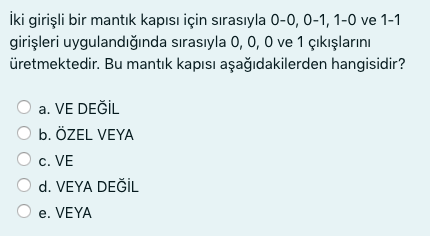 İki girişli bir mantık kapısı için sırasıyla 0-0, 0-1, 1-0 ve 1-1
girişleri uygulandığında sırasıyla 0, 0, 0 ve 1 çıkışlarını
üretmektedir. Bu mantık kapısı aşağıdakilerden hangisidir?
a. VE DEĞİL
b. ÖZEL VEYA
c. VE
d. VEYA DEĞİL
e. VEYA